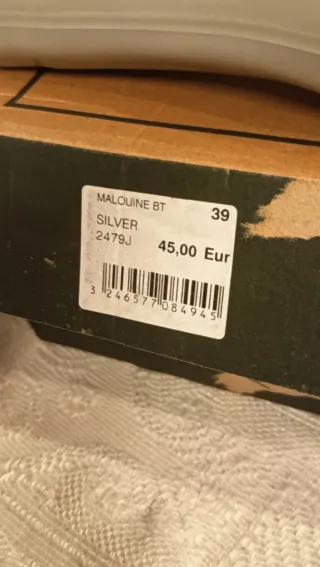 MALOUINE BT 39
SILVER
2479J 45,00 Eur
3 246577 084945